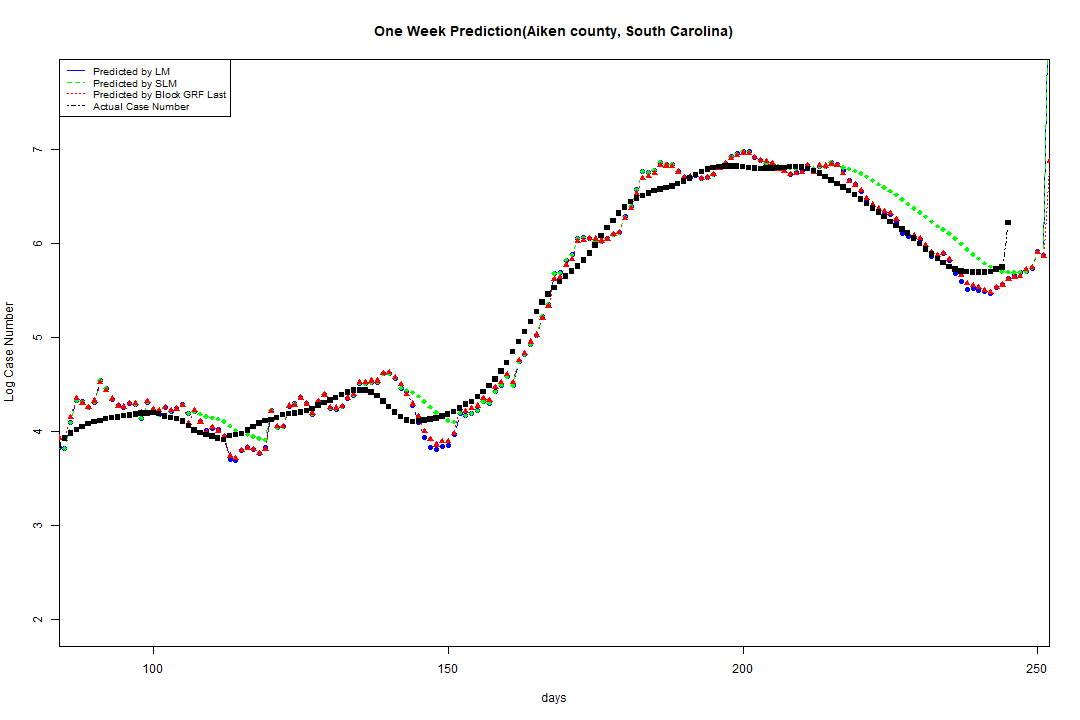 One Week Prediction(Aiken county, South Carolina)
Predicted by LM
Predicted by SLM
Predicted by Block GRF Last
Actual Case Number
7
6
5
4
3
2
Log Case Number
100
150
200
250
days